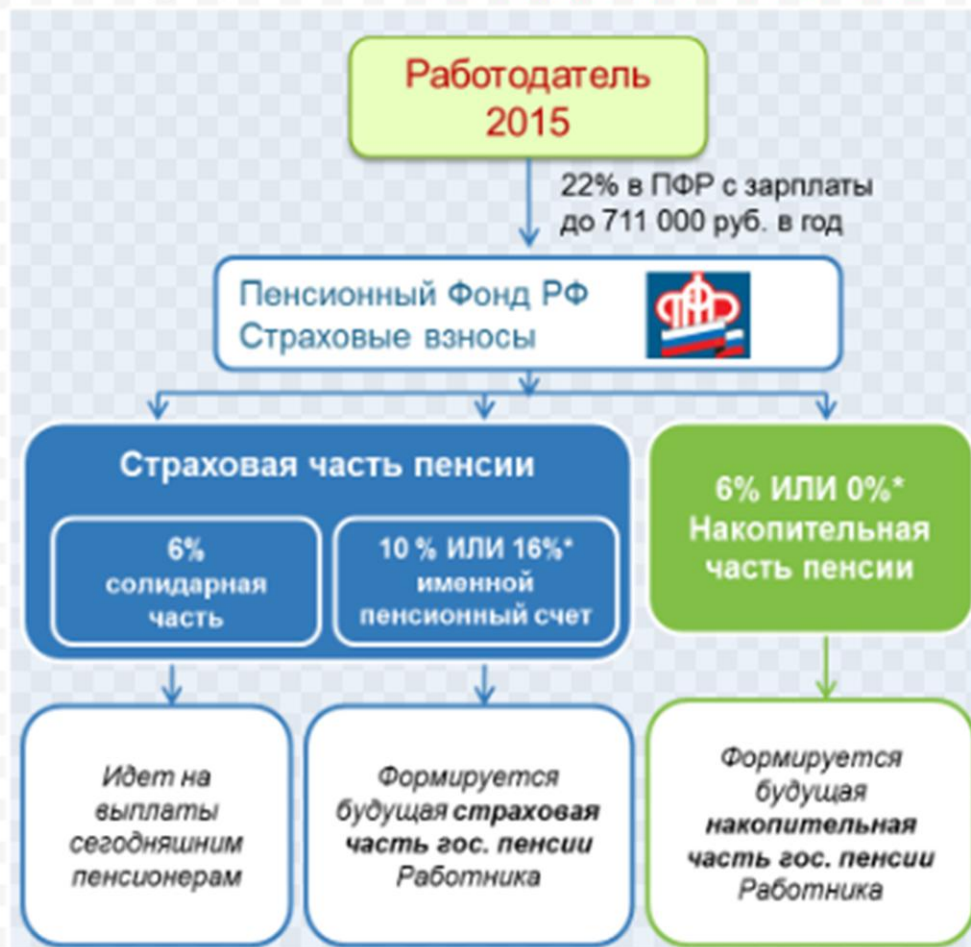 Работодатель
2015
22% в ПФР с зарплаты
до 711 000 руб. в год
Пенсионный Фонд РФ
Страховые взносы
Страховая часть пенсии
6%
солидарная
часть
10 % ИЛИ 16%*
именной
пенсионный счет
6% ИЛИ 0%*
Накопительная
часть пенсии
Идет на
выплаты
сегодняшним
пенсионерам
Формируется
будущая страховая
часть гос. пенсии
Работника
Формируется
будущая
накопительная
часть гос. пенсии
Работника